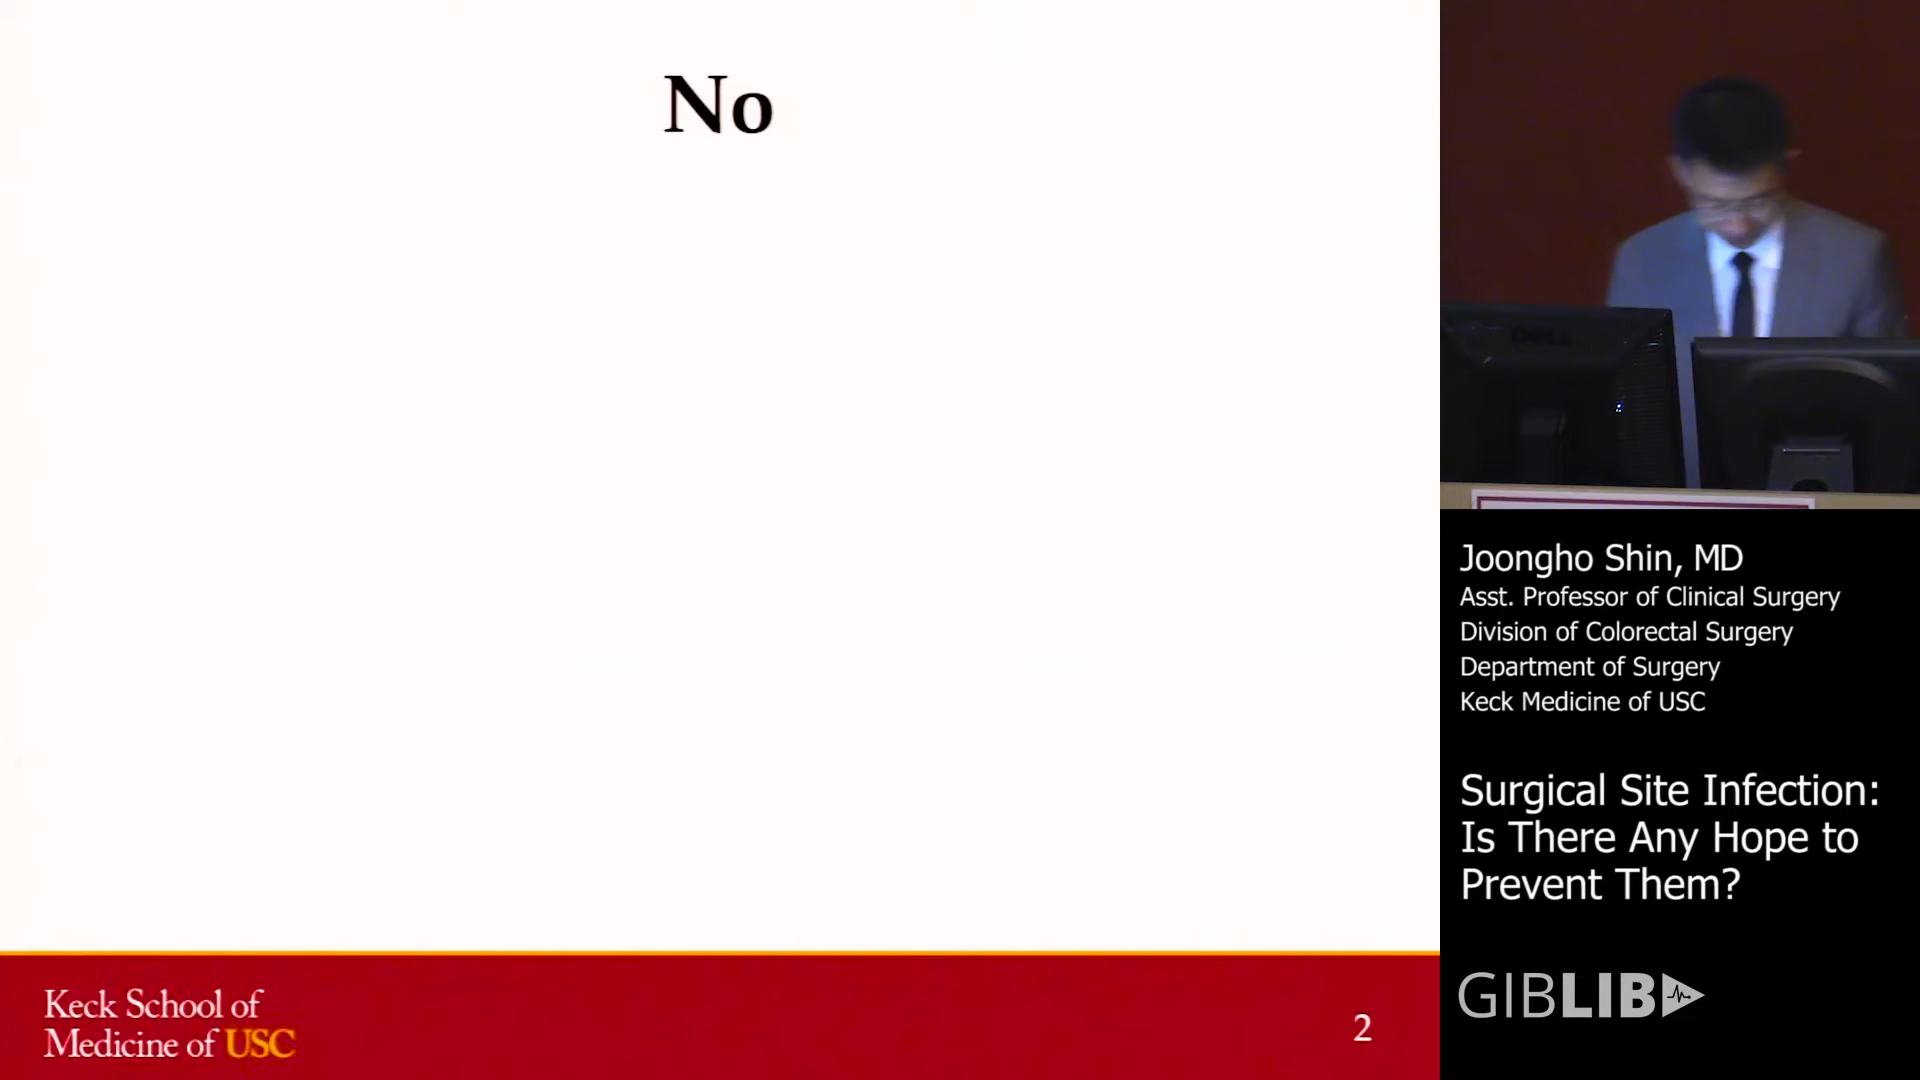 No
Keck School of
Medicine of USC
2
Joongho Shin, MD
Asst. Professor of Clinical Surgery
Division of Colorectal Surgery
Department of Surgery
Keck Medicine of USC
Surgical Site Infection:
Is There Any Hope to
Prevent Them?
GIBLIB